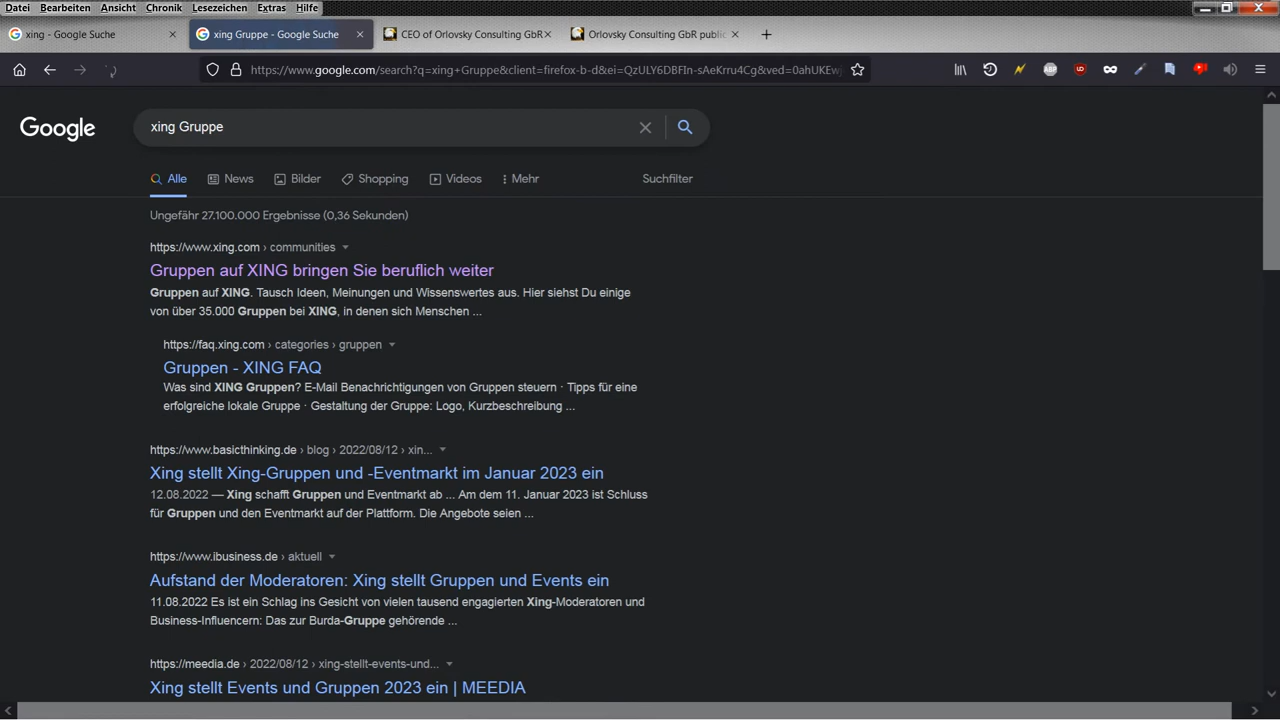 Datei Bearbeiten Ansicht Chronik Lesezeichen Extras Hilfe
xing - Google Suche
xing Gruppe - Google Suche
CEO of Orlovsky Consulting GbR
Orlovsky Consulting GbR public
https://www.google.com/search?q=xing+Gruppe&client=firefox-b-d&ei=QzULY6DBFIn-sAeKrru4Cg&ved=0ahUKEw
Google
xing Gruppe
Alle News Bilder Shopping Videos Mehr Suchfilter
Ungefähr 27.100.000 Ergebnisse (0,36 Sekunden)
https://www.xing.com › communities
Gruppen auf XING bringen Sie beruflich weiter
Gruppen auf XING. Tausch Ideen, Meinungen und Wissenswertes aus. Hier siehst Du einige
von über 35.000 Gruppen bei XING, in denen sich Menschen ...
https://faq.xing.com › categories › gruppen
Gruppen - XING FAQ
Was sind XING Gruppen? E-Mail Benachrichtigungen von Gruppen steuern · Tipps für eine
erfolgreiche lokale Gruppe · Gestaltung der Gruppe: Logo, Kurzbeschreibung ...
https://www.basicthinking.de › blog › 2022/08/12 › xin...
Xing stellt Xing-Gruppen und -Eventmarkt im Januar 2023 ein
12.08.2022 — Xing schafft Gruppen und Eventmarkt ab ... Am dem 11. Januar 2023 ist Schluss
für Gruppen und den Eventmarkt auf der Plattform. Die Angebote seien ...
https://www.ibusiness.de › aktuell
Aufstand der Moderatoren: Xing stellt Gruppen und Events ein
11.08.2022 Es ist ein Schlag ins Gesicht von vielen tausend engagierten Xing-Moderatoren und
Business-Influencern: Das zur Burda-Gruppe gehörende ...
https://meedia.de › 2022/08/12 › xing-stellt-events-und...
Xing stellt Events und Gruppen 2023 ein | MEEDIA